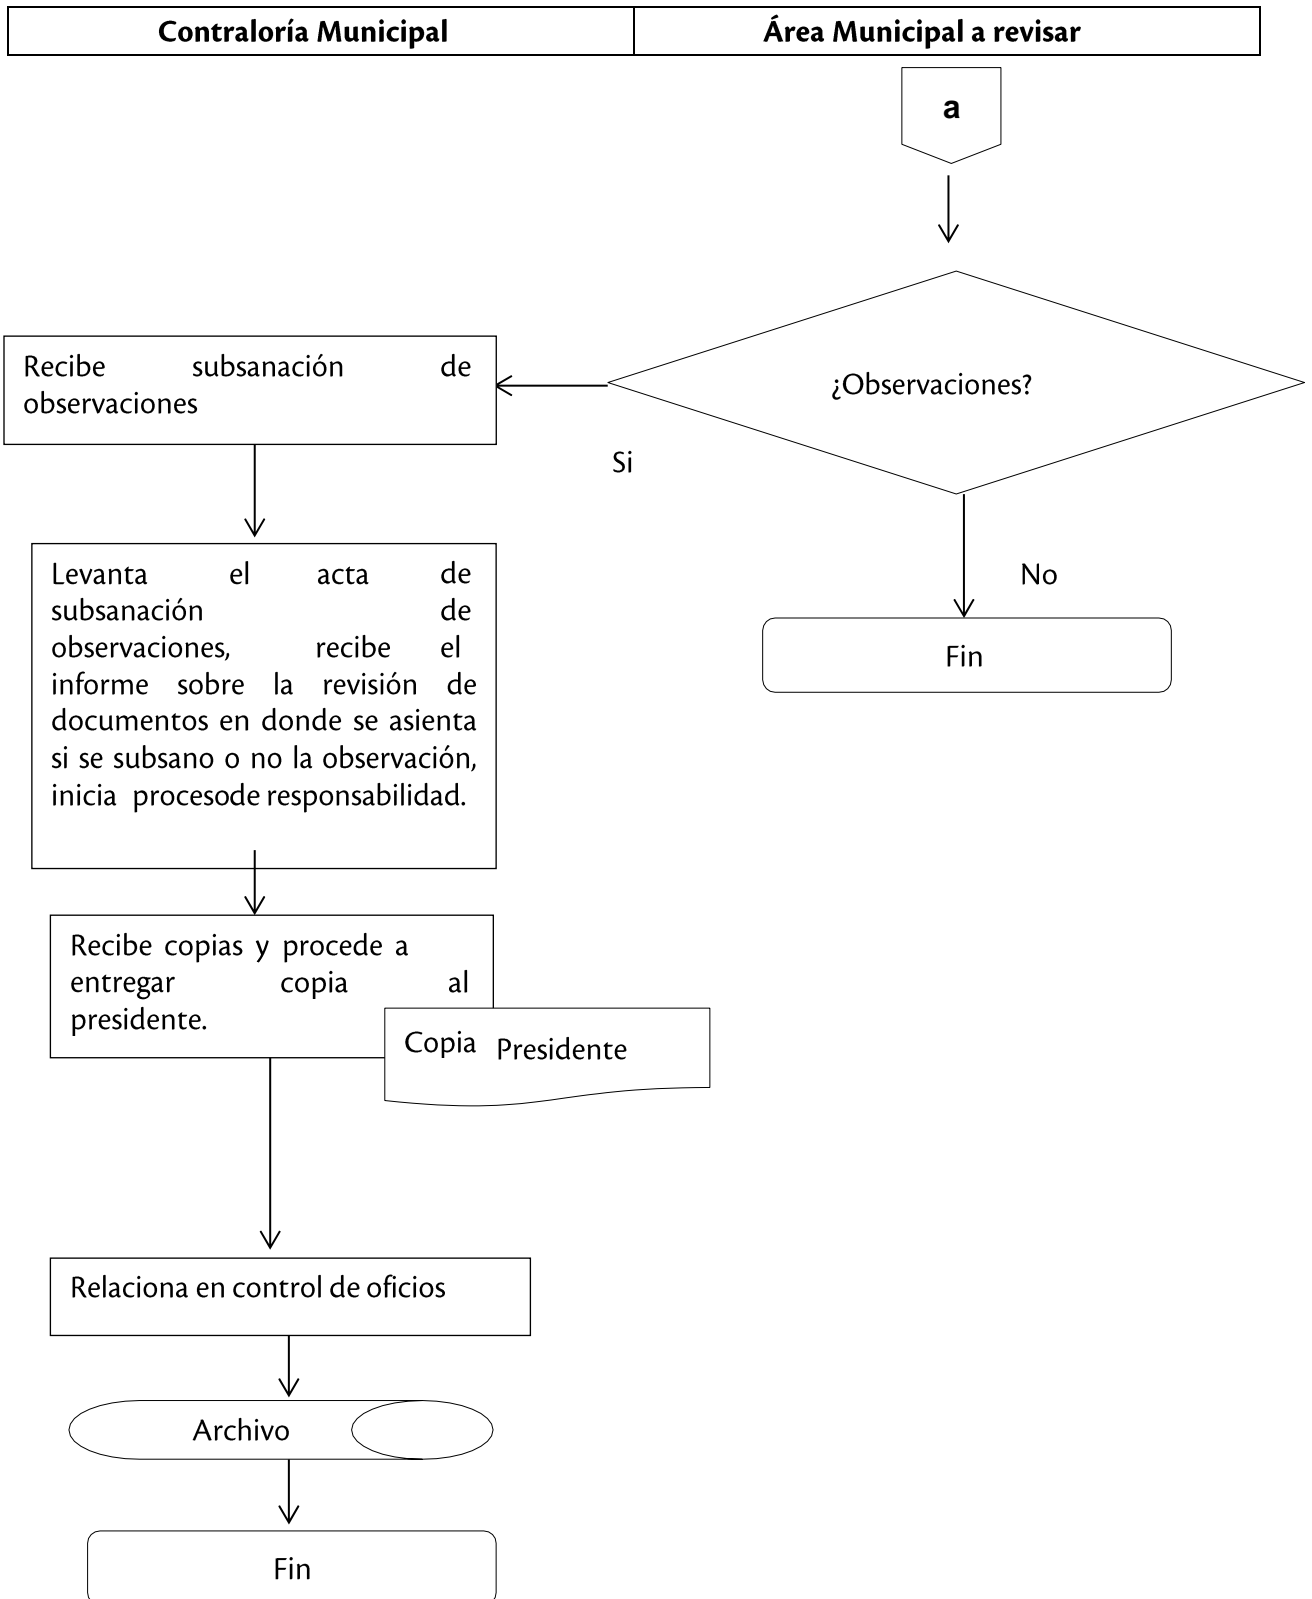 Contraloría Municipal
Área Municipal a revisar
a
¿Observaciones?
Si
No
Fin
Recibe subsanación de
observaciones
Levanta el acta de
subsanación de
observaciones, recibe el
informe sobre la revisión de
documentos en donde se asienta
si se subsano o no la observación,
inicia procesode responsabilidad.
Recibe copias y procede a
entregar copia al
presidente.
Copia Presidente
Relaciona en control de oficios
Archivo
Fin